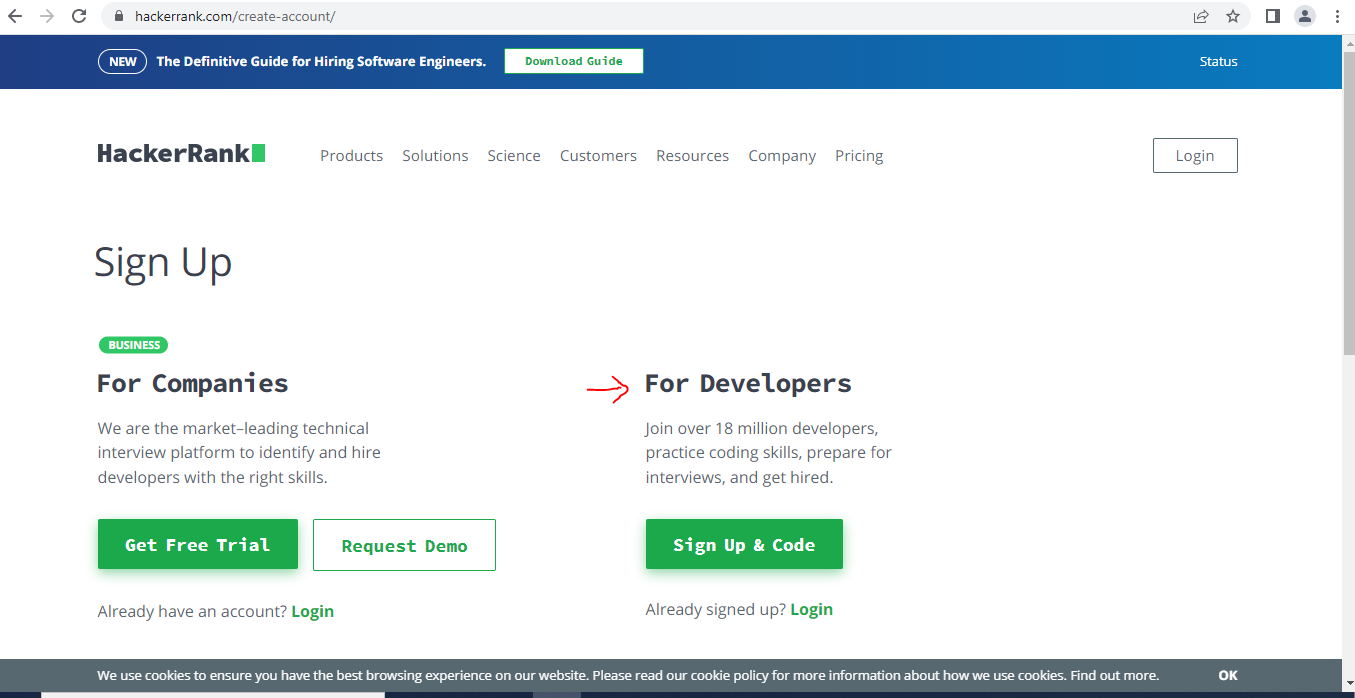 hackerrank.com/create-account/
NEW The Definitive Guide for Hiring Software Engineers. Download Guide Status
HackerRank Products Solutions Science Customers Resources Company Pricing Login
Sign Up
BUSINESS
For Companies
We are the market–leading technical
interview platform to identify and hire
developers with the right skills.
Get Free Trial Request Demo
Already have an account? Login
For Developers
Join over 18 million developers,
practice coding skills, prepare for
interviews, and get hired.
Sign Up & Code
Already signed up? Login
We use cookies to ensure you have the best browsing experience on our website. Please read our cookie policy for more information about how we use cookies. Find out more. OK